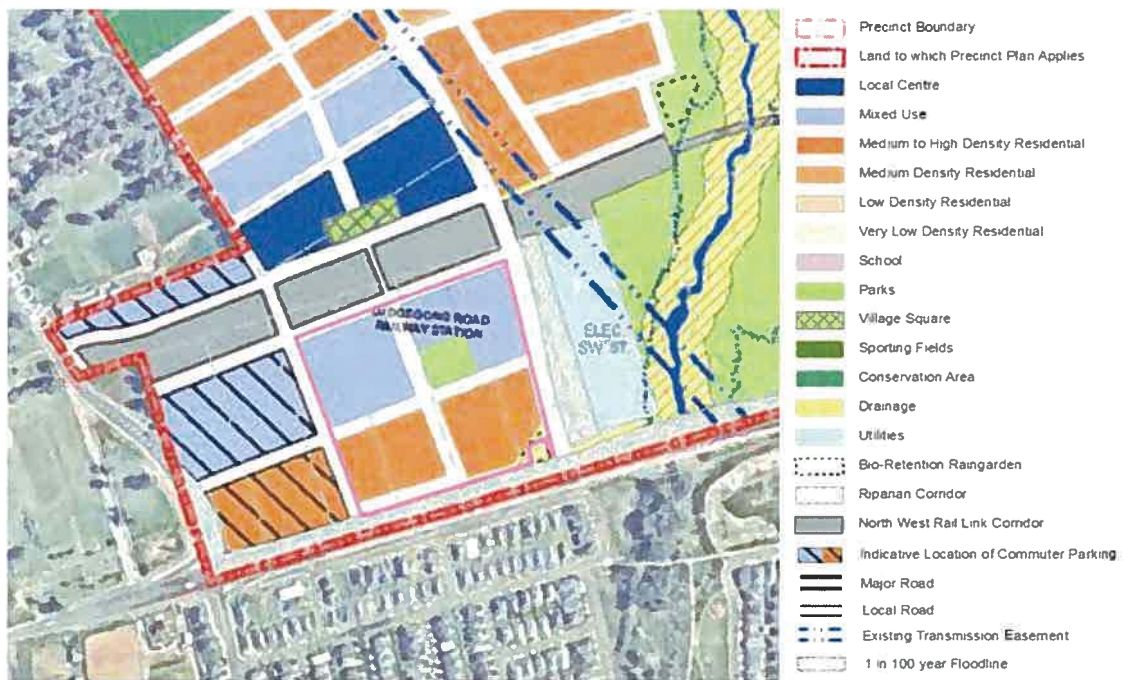 ROAD
RAILWAY STATION
ELEC
Precinct Boundary
Land to which Precinct Plan Applies
Local Centre
Mixed Use
Medium to High Density Residential
Medium Density Residential
Low Density Residential
Very Low Density Residential
School
Parks
Village Square
Sporting Fields
Conservation Area
Drainage
Utilities
Bio-Retention Raingarden
Riparian Corridor
North West Rail Link Corridor
Indicative Location of Commuter Parking
Major Road
Local Road
Existing Transmission Easement
1 in 100 year Floodline